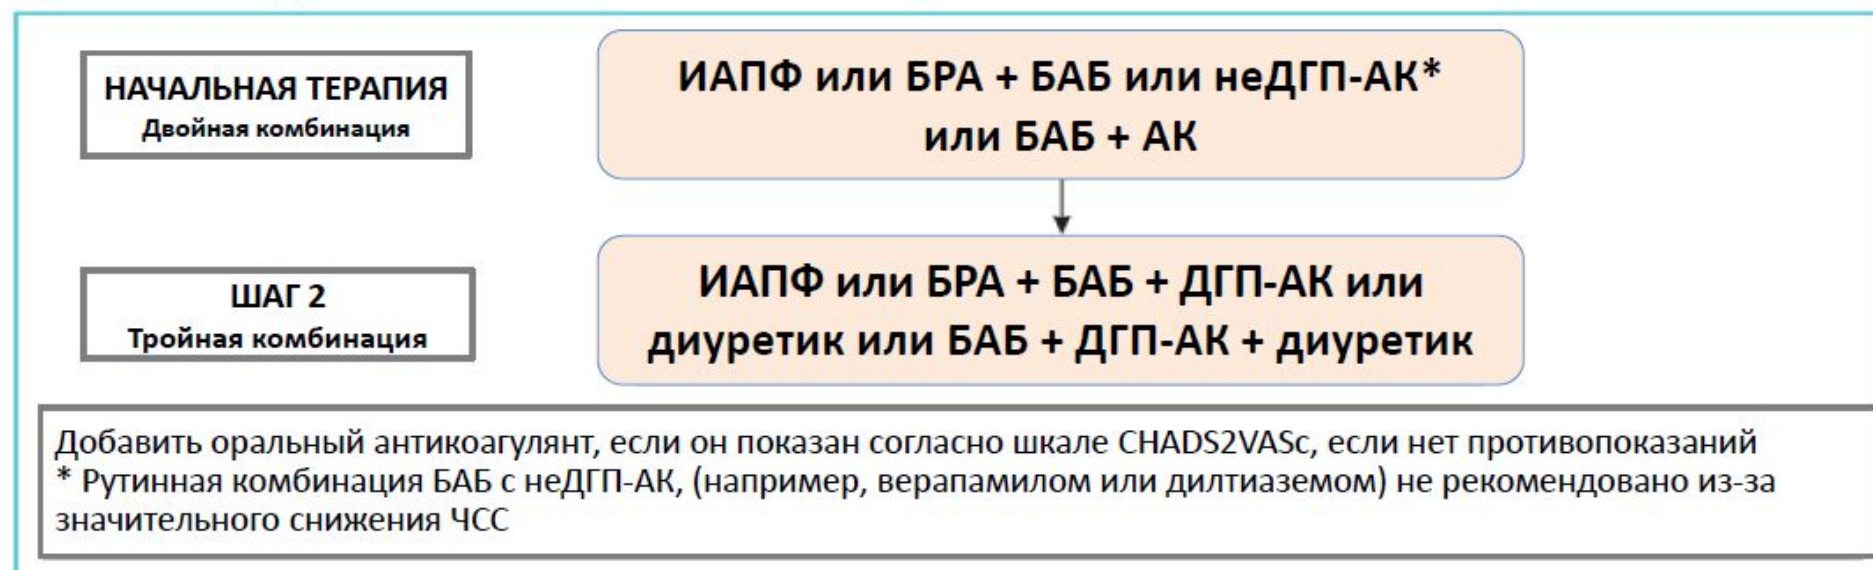 НАЧАЛЬНАЯ ТЕРАПИЯ
Двойная комбинация
ИАПФ или БРА + БАБ или неДГП-АК*
или БАБ + АК
ШАГ 2
Тройная комбинация
ИАПФ или БРА + БАБ + ДГП-АК или
диуретик или БАБ + ДГП-АК + диуретик
Добавить оральный антикоагулянт, если он показан согласно шкале CHADS2VASc, если нет противопоказаний
* Рутинная комбинация БАБ с неДГП-АК, (например, верапамилом или дилтиаземом) не рекомендовано из-за
значительного снижения ЧСС